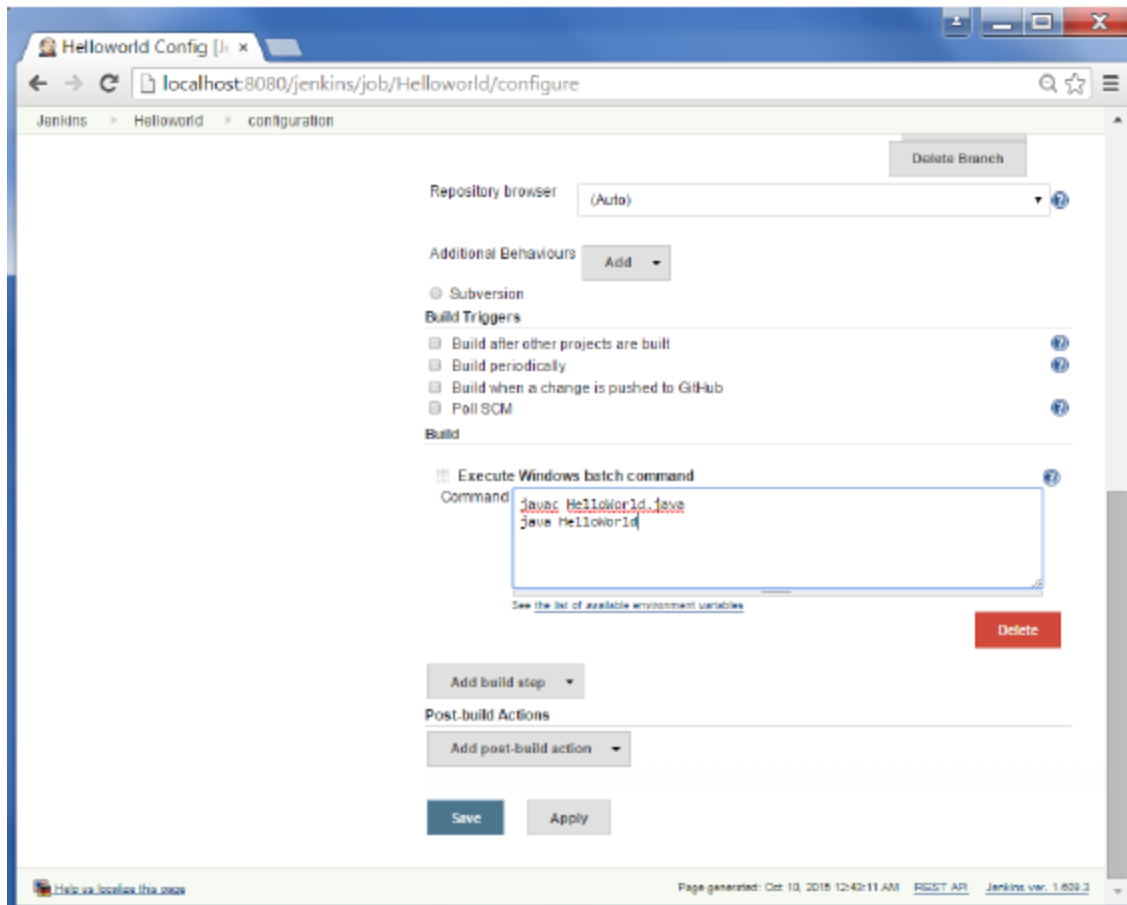 Helloworld Config [Je
localhost:8080/jenkins/job/Helloworld/configure
Jenkins Helloworld configuration
Delete Branch
Repository browser (Auto)
Additional Behaviours Add
Subversion
Build Triggers
Build after other projects are built
Build periodically
Build when a change is pushed to GitHub
Poll SCM
Build
Execute Windows batch command
Command javac HelloWorld.java
java HelloWorld
See the list of available environment variables
Delete
Add build step
Post-build Actions
Add post-build action
Save Apply
Help us localize this page Page generated: Oct 10, 2015 12:43:11 AM REST API Jenkins ver. 1.609.3